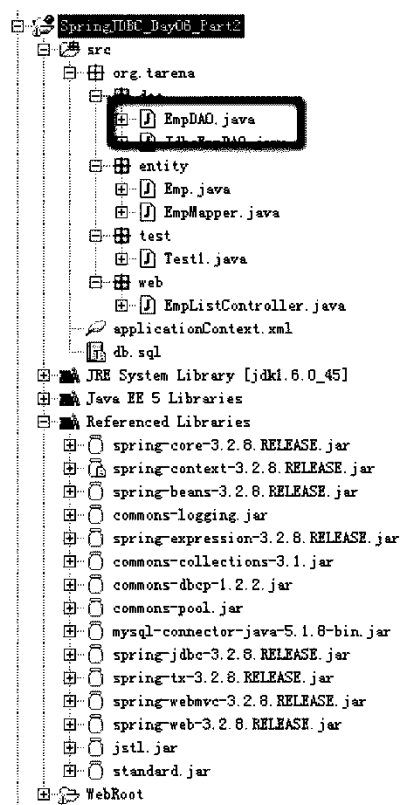 SpringJDBC_Day06_Part2
src
org.tarena
dao
EmpDAO.java
JdbcEmpDAO.java
entity
Emp.java
EmpMapper.java
test
Test1.java
web
EmpListController.java
applicationContext.xml
db.sql
JRE System Library [jdk1.6.0_45]
Java EE 5 Libraries
Referenced Libraries
spring-core-3.2.8.RELEASE.jar
spring-context-3.2.8.RELEASE.jar
spring-beans-3.2.8.RELEASE.jar
commons-logging.jar
spring-expression-3.2.8.RELEASE.jar
commons-collections-3.1.jar
commons-dbcp-1.2.2.jar
commons-pool.jar
mysql-connector-java-5.1.8-bin.jar
spring-jdbc-3.2.8.RELEASE.jar
spring-tx-3.2.8.RELEASE.jar
spring-webmvc-3.2.8.RELEASE.jar
spring-web-3.2.8.RELEASE.jar
jstl.jar
standard.jar
WebRoot